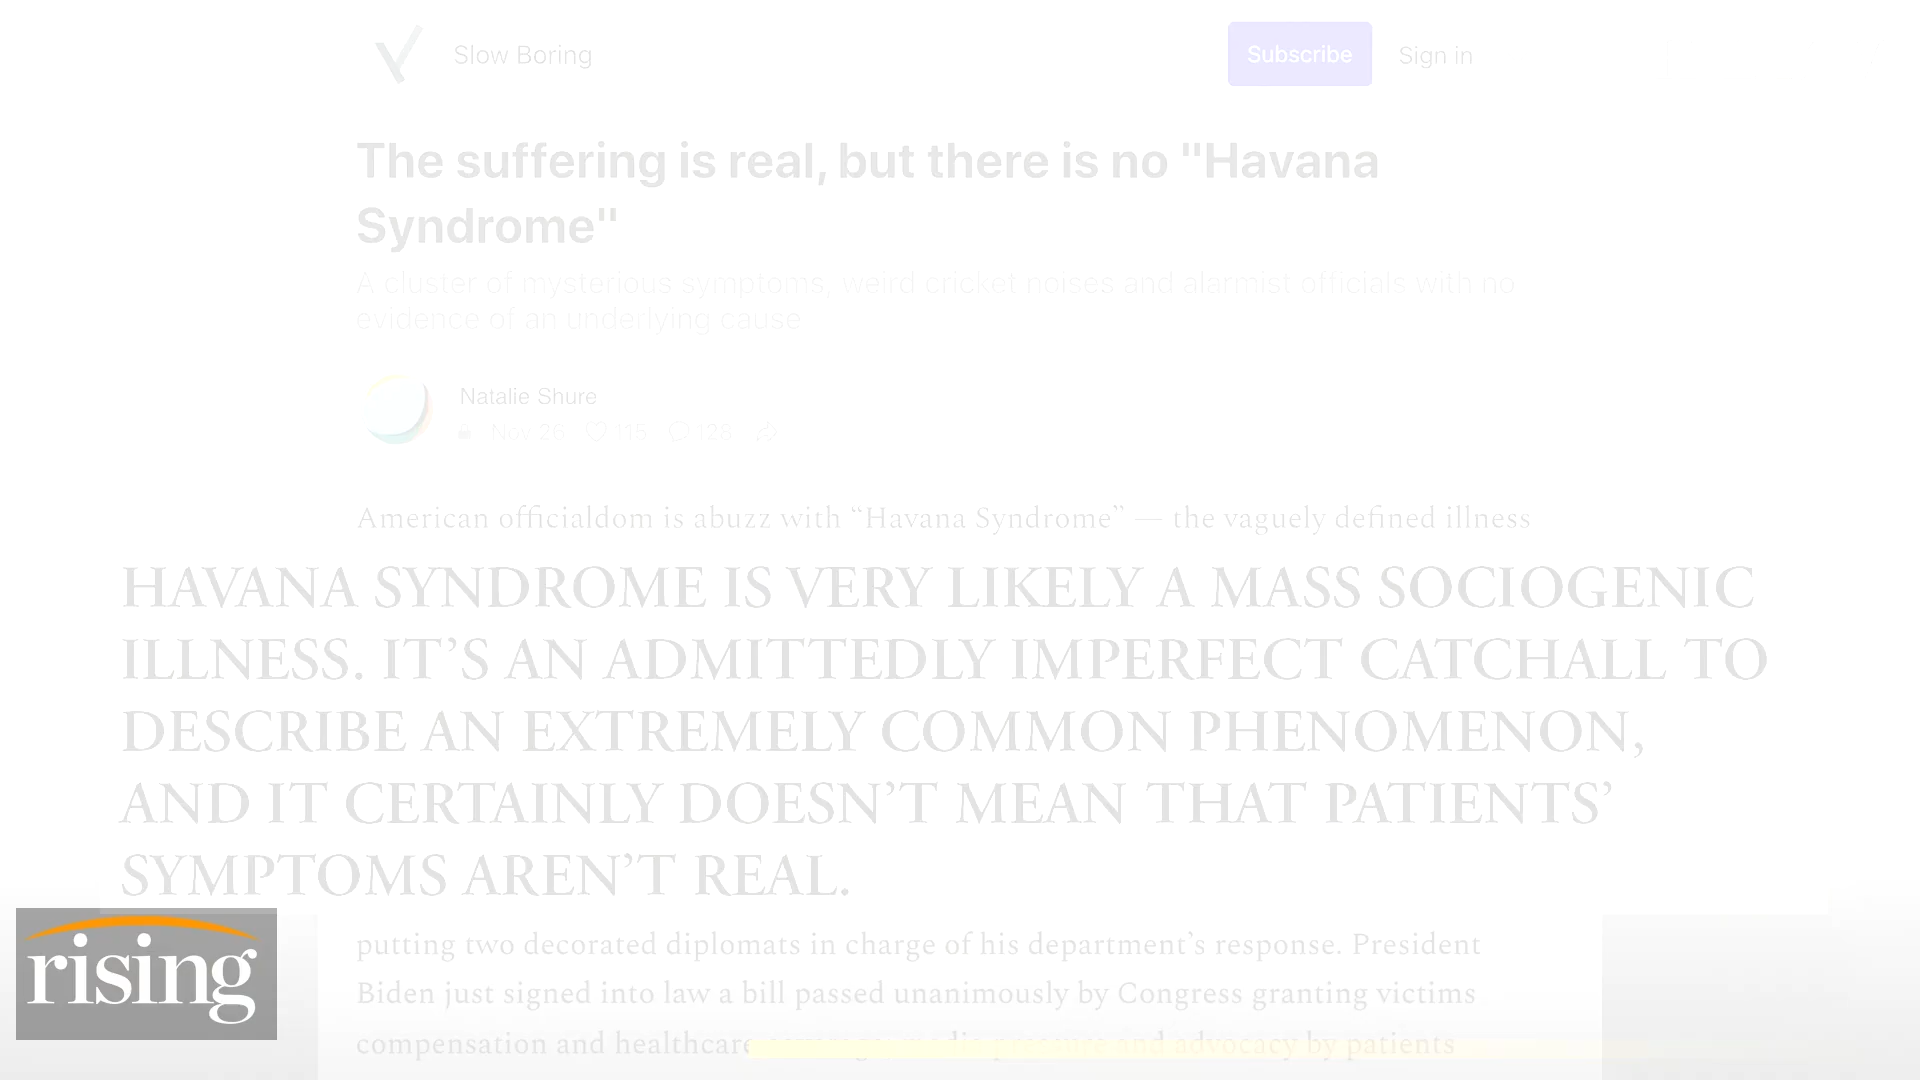 Slow Boring
Subscribe
Sign in
The suffering is real, but there is no "Havana
Syndrome"
A cluster of mysterious symptoms, weird cricket noises and alarmist officials with no
evidence of an underlying cause
Natalie Shure
Nov 26 115 128
American officialdom is abuzz with “Havana Syndrome” — the vaguely defined illness
HAVANA SYNDROME IS VERY LIKELY A MASS SOCIOGENIC
ILLNESS. IT’S AN ADMITTEDLY IMPERFECT CATCHALL TO
DESCRIBE AN EXTREMELY COMMON PHENOMENON,
AND IT CERTAINLY DOESN’T MEAN THAT PATIENTS’
SYMPTOMS AREN’T REAL.
rising
putting two decorated diplomats in charge of his department’s response. President
Biden just signed into law a bill passed unanimously by Congress granting victims
compensation and healthcare and advocacy by patients